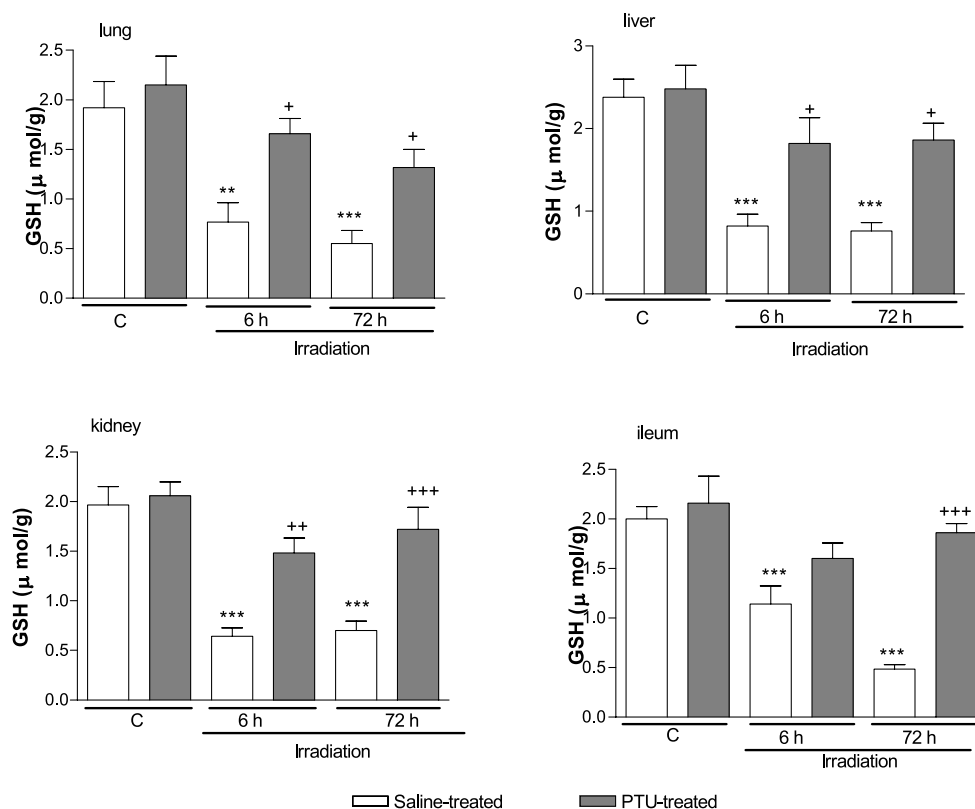 lung
GSH (μ mol/g)
2.5
2.0
1.5
1.0
0.5
0.0
**
+
***
+
C
6 h
72 h
Irradiation
liver
GSH (μ mol/g)
3
2
1
0
***
+
***
+
C
6 h
72 h
Irradiation
kidney
GSH (μ mol/g)
2.5
2.0
1.5
1.0
0.5
0.0
***
++
***
+++
C
6 h
72 h
Irradiation
ileum
GSH (μ mol/g)
2.5
2.0
1.5
1.0
0.5
0.0
***
***
+++
C
6 h
72 h
Irradiation
Saline-treated PTU-treated